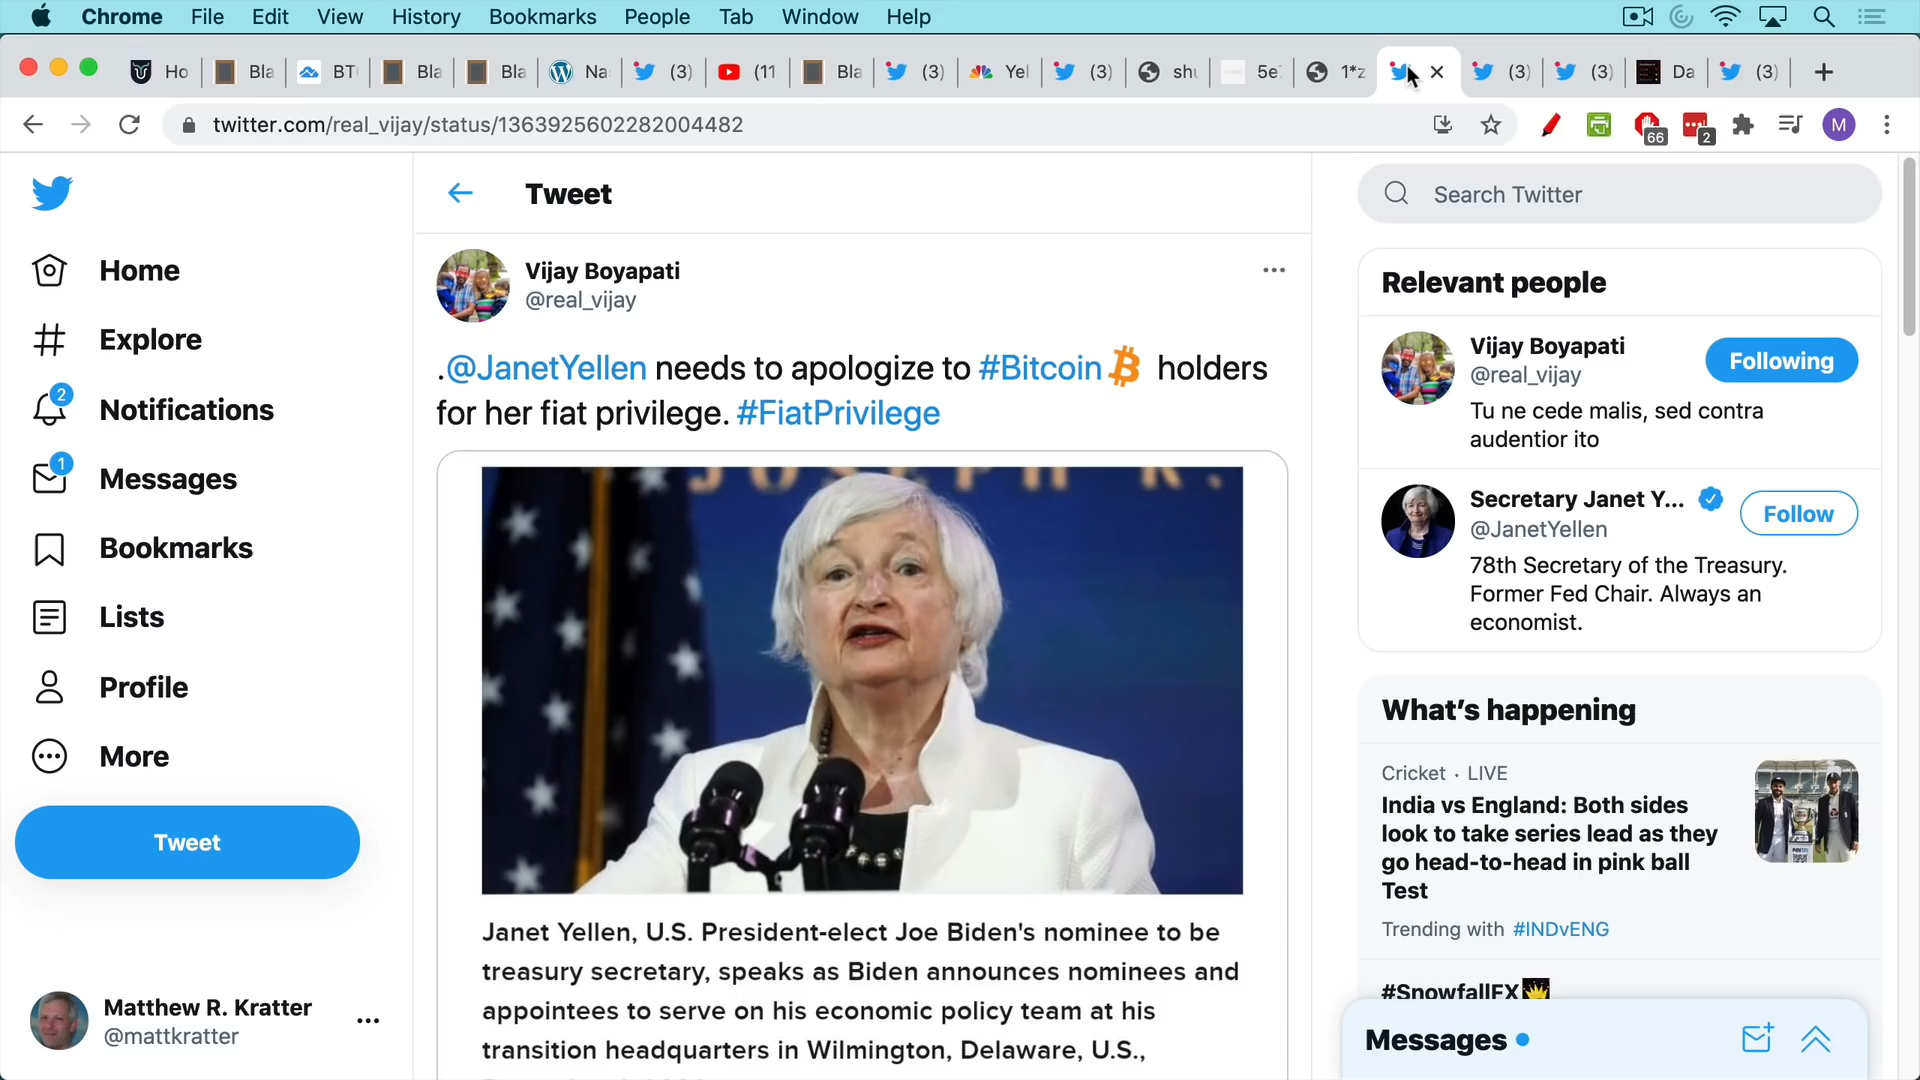 Chrome File Edit View History Bookmarks People Tab Window Help
Ho Bla BT Bla Bla Na (3) (11 Bla (3) Yel (3) shu 5e 1*z (3) (3) Da (3)
twitter.com/real_vijay/status/1363925602282004482 66 2 M
Tweet
Search Twitter
Home
Explore
2
Notifications
1
Messages
Bookmarks
Lists
Profile
More
Tweet
Matthew R. Kratter
@mattkratter
Vijay Boyapati
@real_vijay
.@JanetYellen needs to apologize to #Bitcoin holders
for her fiat privilege. #FiatPrivilege
JOSEPH R.
Janet Yellen, U.S. President-elect Joe Biden's nominee to be
treasury secretary, speaks as Biden announces nominees and
appointees to serve on his economic policy team at his
transition headquarters in Wilmington, Delaware, U.S.,
Relevant people
Vijay Boyapati
@real_vijay
Following
Tu ne cede malis, sed contra
audentior ito
Secretary Janet Y...
@JanetYellen
Follow
78th Secretary of the Treasury.
Former Fed Chair. Always an
economist.
What's happening
Cricket · LIVE
India vs England: Both sides
look to take series lead as they
go head-to-head in pink ball
Test
Trending with #INDvENG
#SnowfallFX
Messages